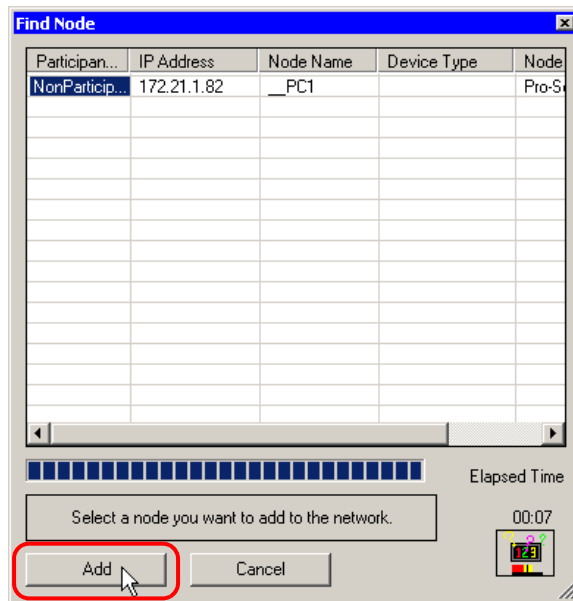 Find Node
Participan... IP Address Node Name Device Type Node
NonParticip... 172.21.1.82 __PC1 Pro-S
Elapsed Time
Select a node you want to add to the network.
00:07
123
Add Cancel